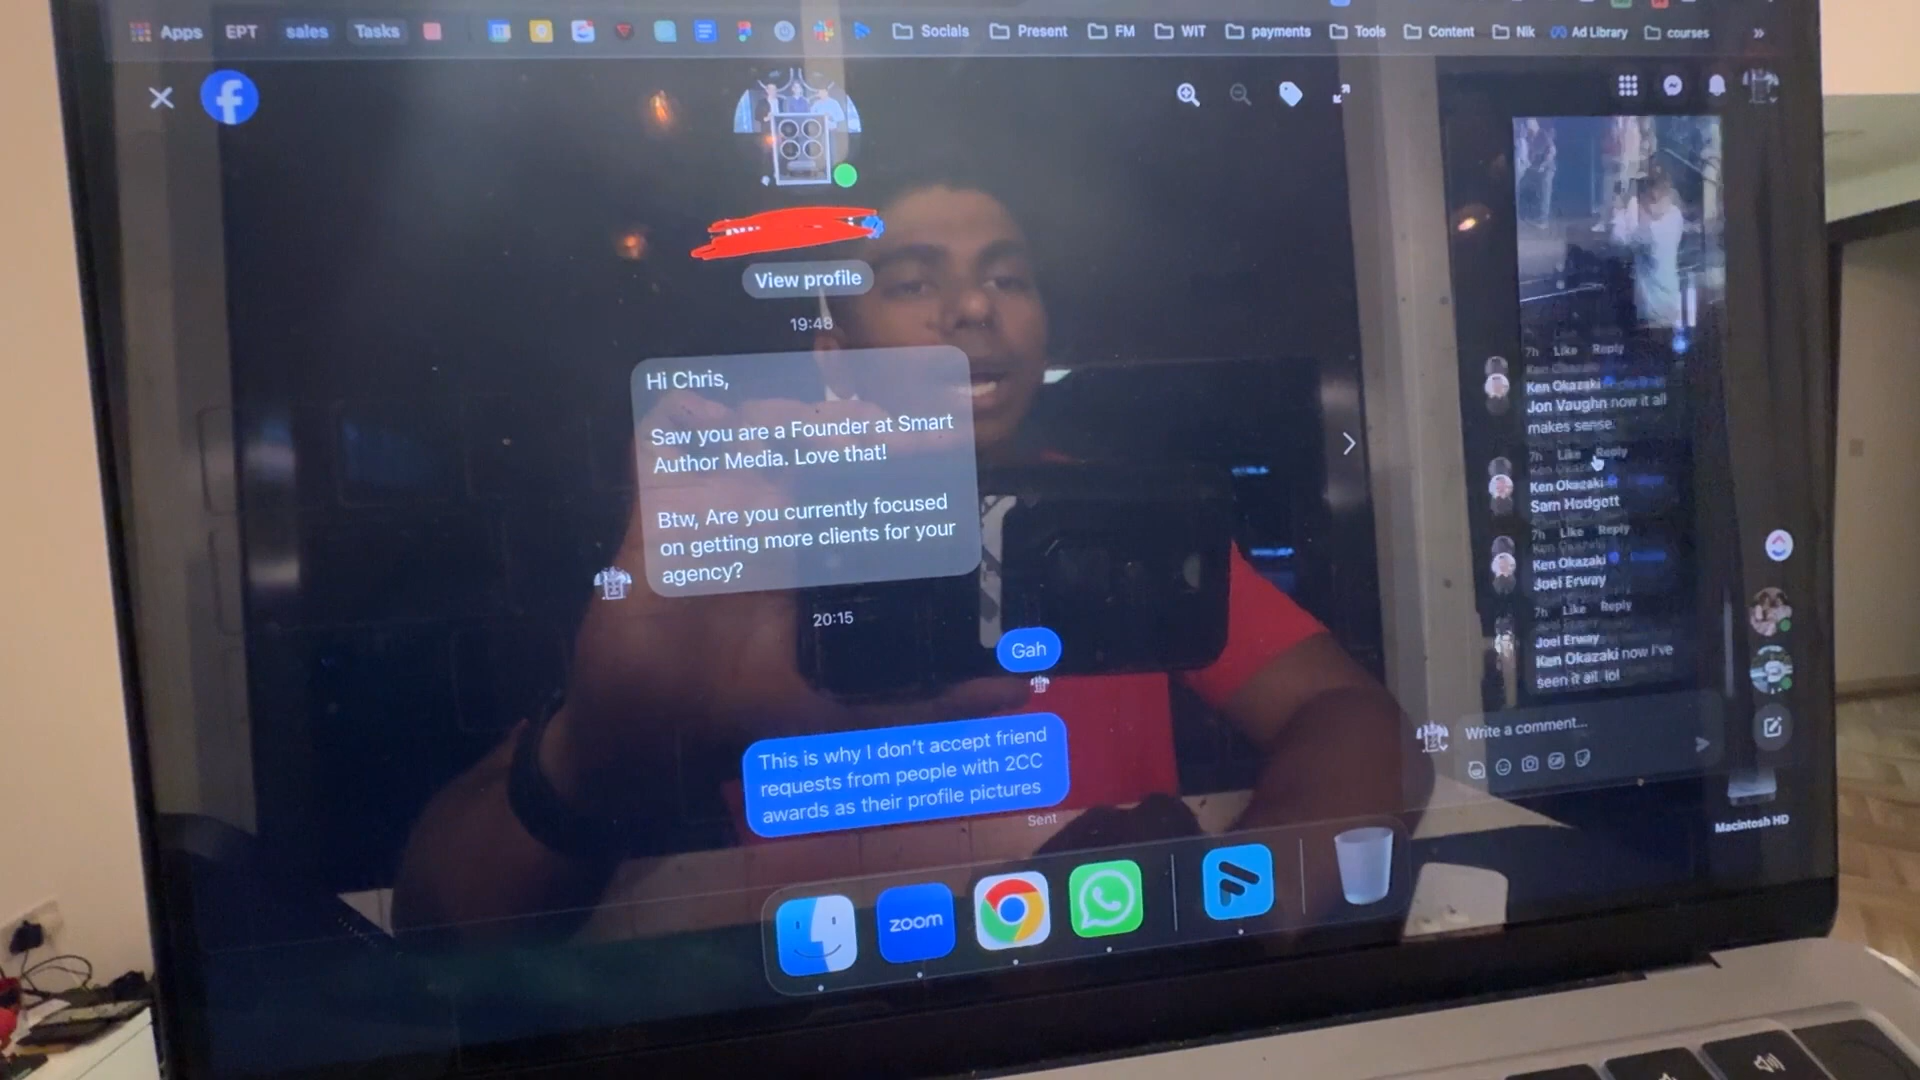 Apps EPT sales Tasks Socials Present FM WIT payments Tools Content Nik Ad Library courses »
View profile
19:48
Hi Chris,
Saw you are a Founder at Smart
Author Media. Love that!
Btw, Are you currently focused
on getting more clients for your
agency?
20:15
Gah
This is why I don't accept friend
requests from people with 2CC
awards as their profile pictures
Sent
7h Like Reply
Ken Okazaki
Jon Vaughn now it all
makes sense.
7h Like Reply
Ken Okazaki
Sam Hodgett
7h Like Reply
Ken Okazaki
Joel Erway
7h Like Reply
Joel Erway
Ken Okazaki now I've
seen it all. lol
Write a comment...
Macintosh HD
zoom